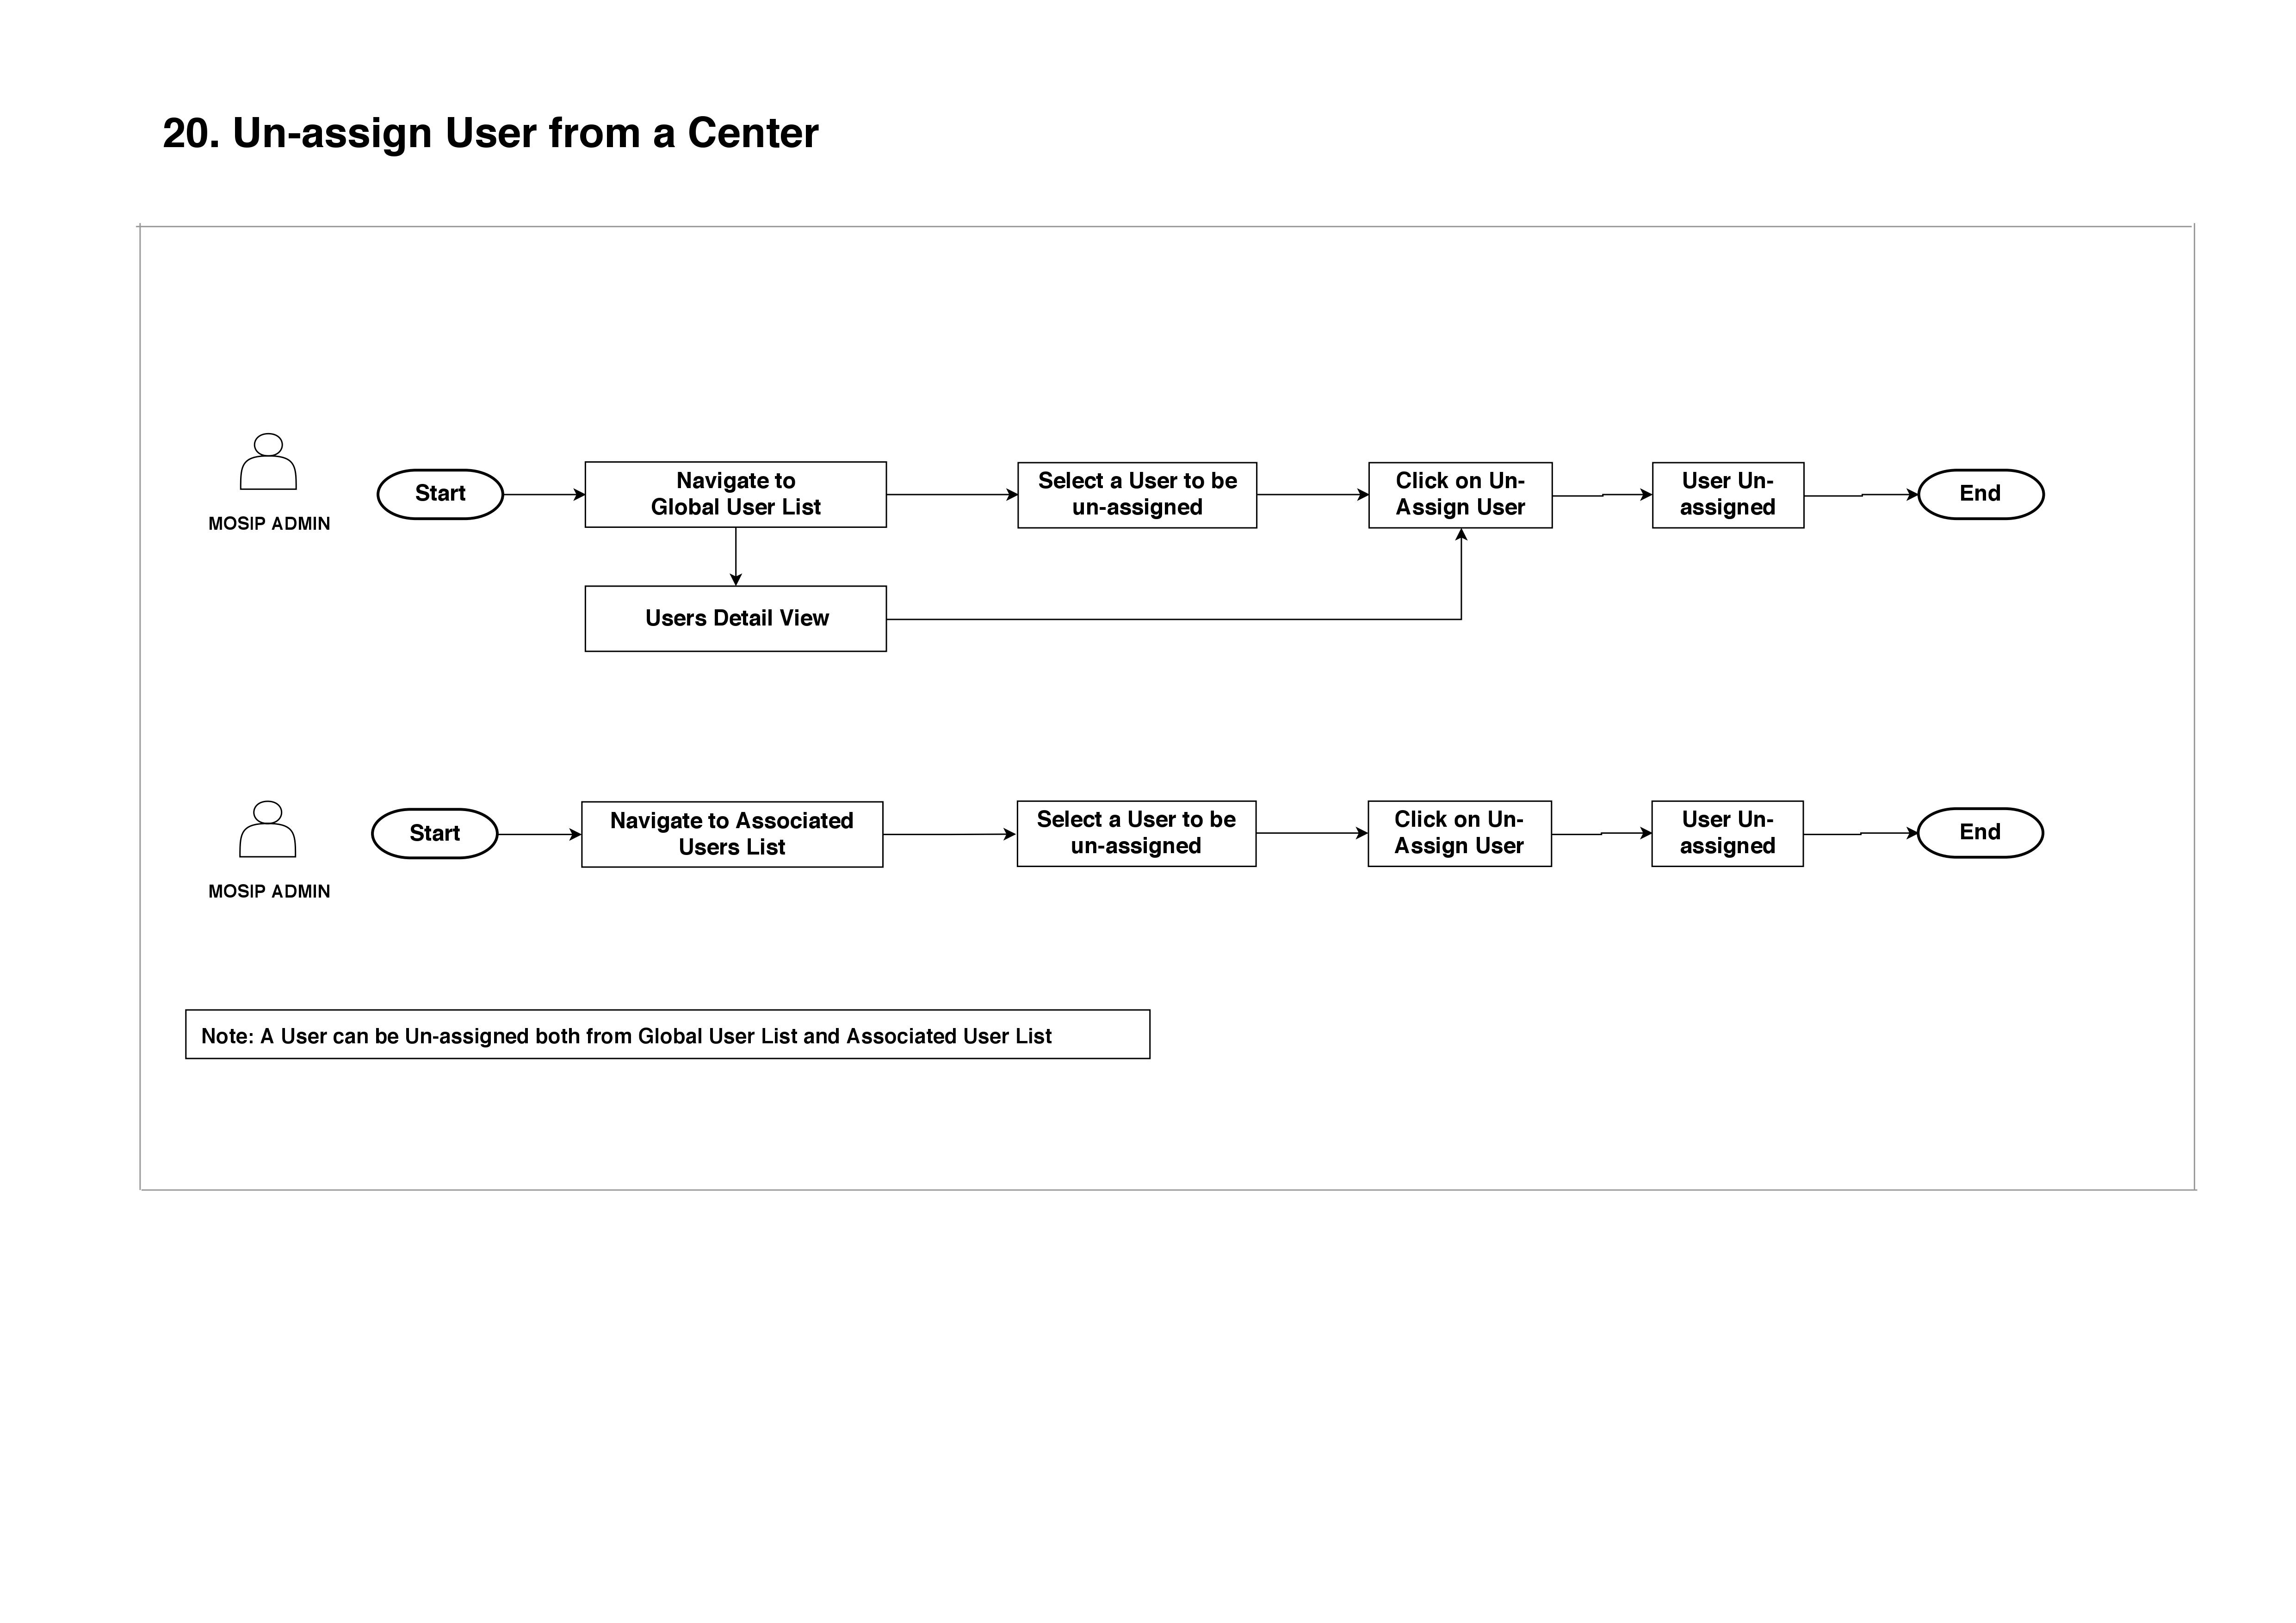 20. Un-assign User from a Center
MOSIP ADMIN
Start
Navigate to
Global User List
Select a User to be
un-assigned
Click on Un-
Assign User
User Un-
assigned
End
Users Detail View
MOSIP ADMIN
Start
Navigate to Associated
Users List
Select a User to be
un-assigned
Click on Un-
Assign User
User Un-
assigned
End
Note: A User can be Un-assigned both from Global User List and Associated User List